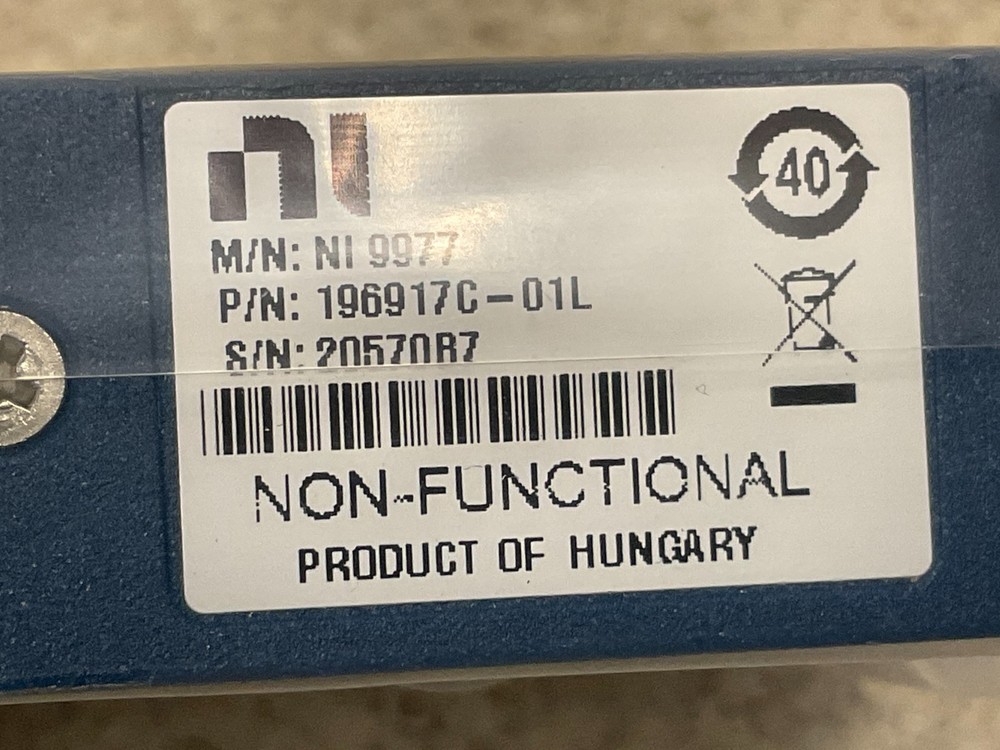 ni
40
M/N: NI 9977
P/N: 196917C-01L
S/N: 20570B7
NON-FUNCTIONAL
PRODUCT OF HUNGARY